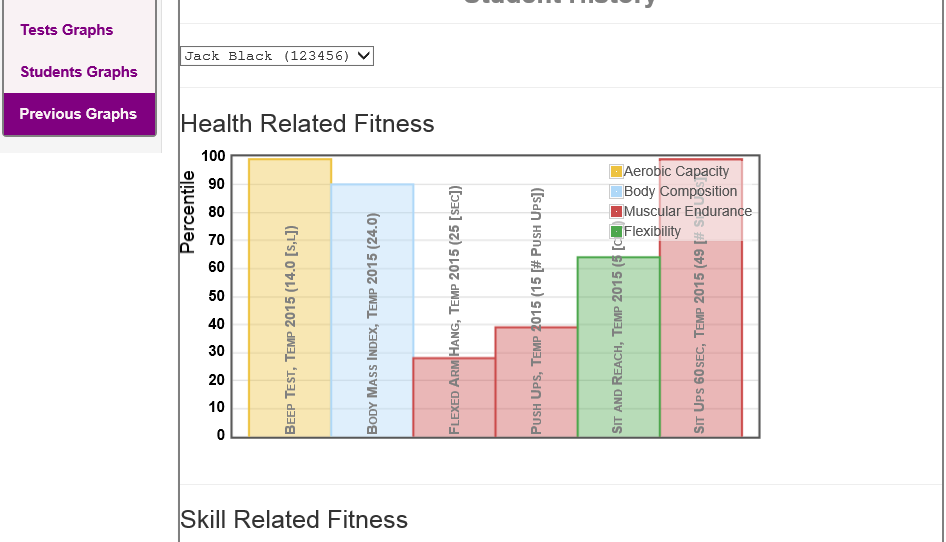 Student History
Tests Graphs
Students Graphs
Previous Graphs
Jack Black (123456)
Health Related Fitness
Percentile
100
90
80
70
60
50
40
30
20
10
0
Beep Test, Temp 2015 (14.0 [s,l])
Body Mass Index, Temp 2015 (24.0)
Flexed Arm Hang, Temp 2015 (25 [sec])
Push Ups, Temp 2015 (15 [# Push Ups])
Sit and Reach, Temp 2015 (5 [c
Sit Ups 60sec, Temp 2015 (49 [# Sit Ups])
Aerobic Capacity
Body Composition
Muscular Endurance
Flexibility
Skill Related Fitness